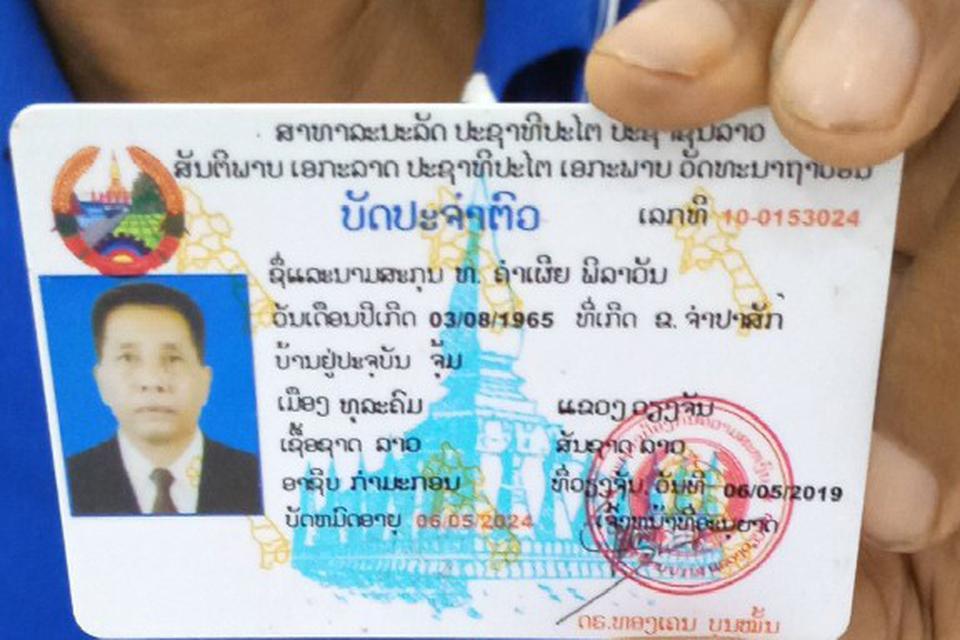 ສາທາລະນະລັດ ປະຊາທິປະໄຕ ປະຊາຊົນລາວ
ສັນຕິພາບ ເອກະລາດ ປະຊາທິປະໄຕ ເອກະພາບ ວັດທະນາຖາວອນ
ບັດປະຈຳຕົວ
ເລກທີ 10-0153024
ຊື່ແລະນາມສະກຸນ ທ. ຄຳເຜີຍ ພິລາວັນ
ວັນເດືອນປີເກີດ 03/08/1965 ທີ່ເກີດ ຂ. ຈຳປາສັກ
ບ້ານຢູ່ປະຈຸບັນ ຈຸ້ມ
ເມືອງ ທຸລະຄົມ ແຂວງ ວຽງຈັນ
ເຊື້ອຊາດ ລາວ ສັນຊາດ ລາວ
ອາຊີບ ກຳມະກອນ ທີ່ວຽງຈັນ, ວັນທີ 06/05/2019
ບັດຫມົດອາຍຸ 06/05/2024 ເຈົ້າຫນ້າທີ່ອະນຸຍາດ
ດຣ.ທອງເຄນ ບຸນໝັ້ນ